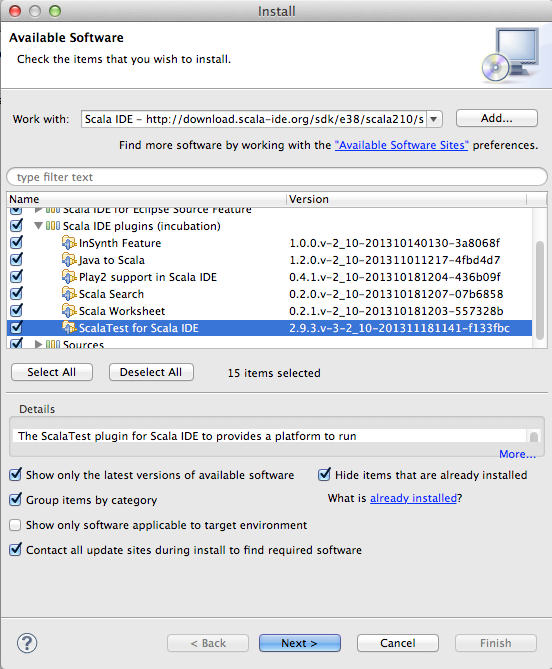 Install
Available Software
Check the items that you wish to install.
Work with: Scala IDE – http://download.scala-ide.org/sdk/e38/scala210/s Add...
Find more software by working with the "Available Software Sites" preferences.
type filter text
Name Version
Scala IDE for Eclipse Source Feature
Scala IDE plugins (incubation)
InSynth Feature 1.0.0.v-2_10-201310140130-3a8068f
Java to Scala 1.2.0.v-2_10-201311011217-4fbd4d7
Play2 support in Scala IDE 0.4.1.v-2_10-201310181204-436b09f
Scala Search 0.2.0.v-2_10-201310181207-07b6858
Scala Worksheet 0.2.1.v-2_10-201310181203-557328b
ScalaTest for Scala IDE 2.9.3.v-3-2_10-201311181141-f133fbc
Sources
Select All Deselect All 15 items selected
Details
The ScalaTest plugin for Scala IDE to provides a platform to run
More...
Show only the latest versions of available software Hide items that are already installed
Group items by category What is already installed?
Show only software applicable to target environment
Contact all update sites during install to find required software
? < Back Next > Cancel Finish